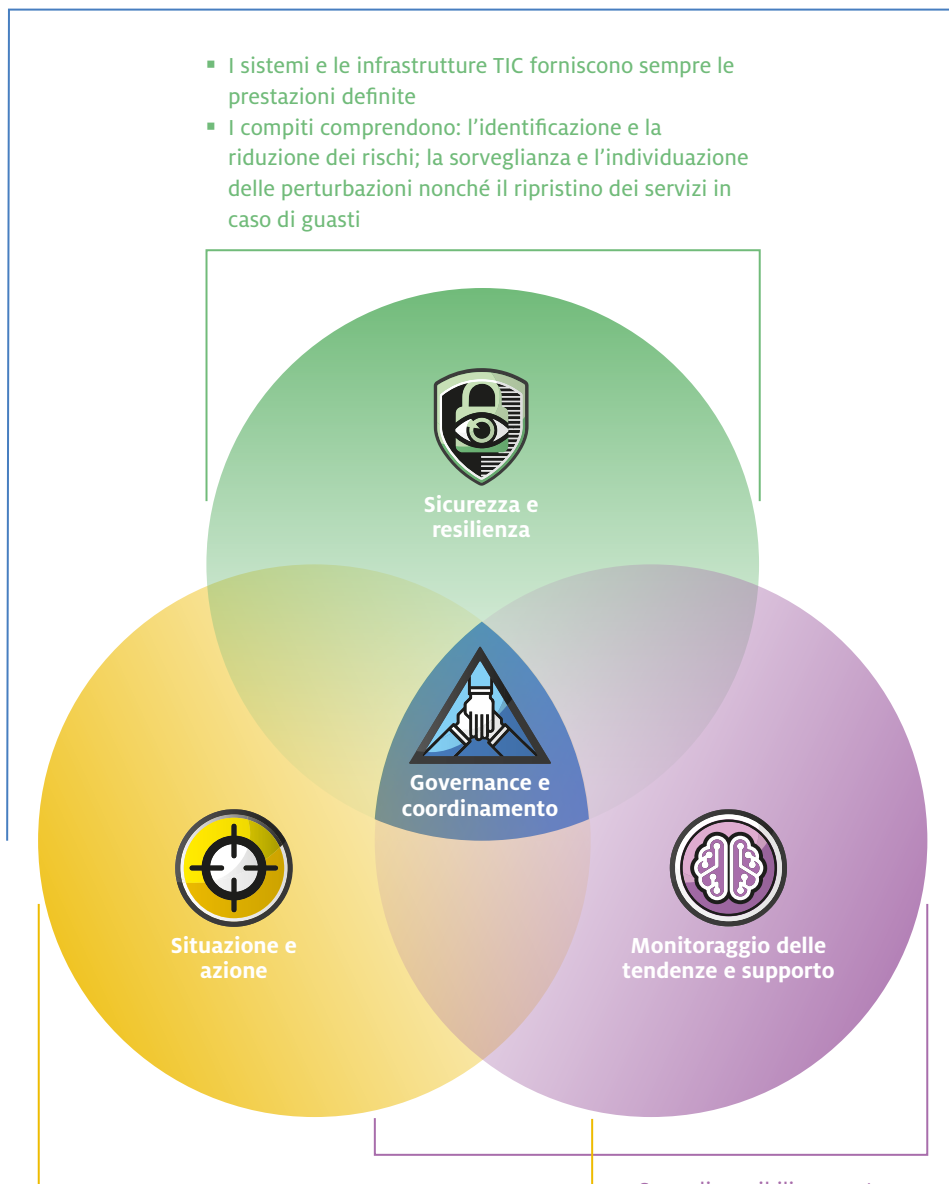 ▪ I sistemi e le infrastrutture TIC forniscono sempre le
prestazioni definite
▪ I compiti comprendono: l’identificazione e la
riduzione dei rischi; la sorveglianza e l’individuazione
delle perturbazioni nonché il ripristino dei servizi in
caso di guasti
Sicurezza e
resilienza
Governance e
coordinamento
Situazione e
azione
Monitoraggio delle
tendenze e supporto